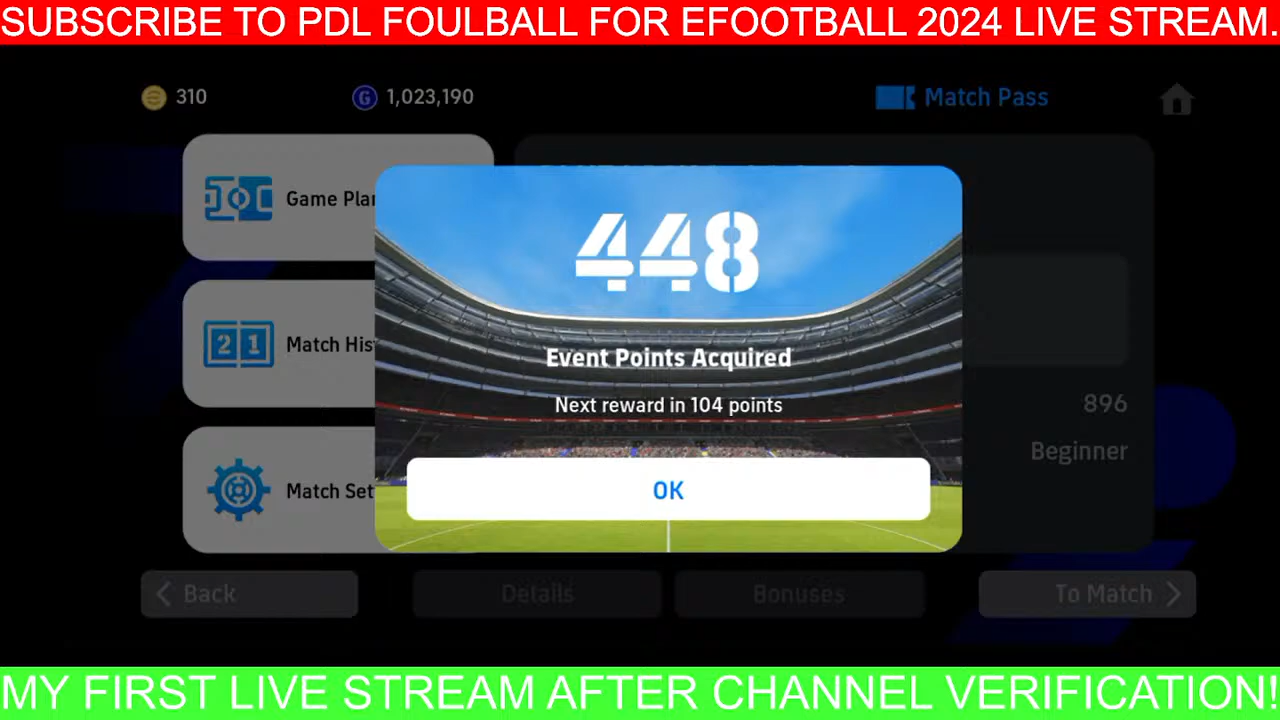 SUBSCRIBE TO PDL FOULBALL FOR EFOOTBALL 2024 LIVE STREAM.
310
G 1,023,190
Match Pass
Game Plan
448
Event Points Acquired
Match His
2 1
Next reward in 104 points
896
Beginner
Match Set
OK
Back
Details
Bonuses
To Match
MY FIRST LIVE STREAM AFTER CHANNEL VERIFICATION!